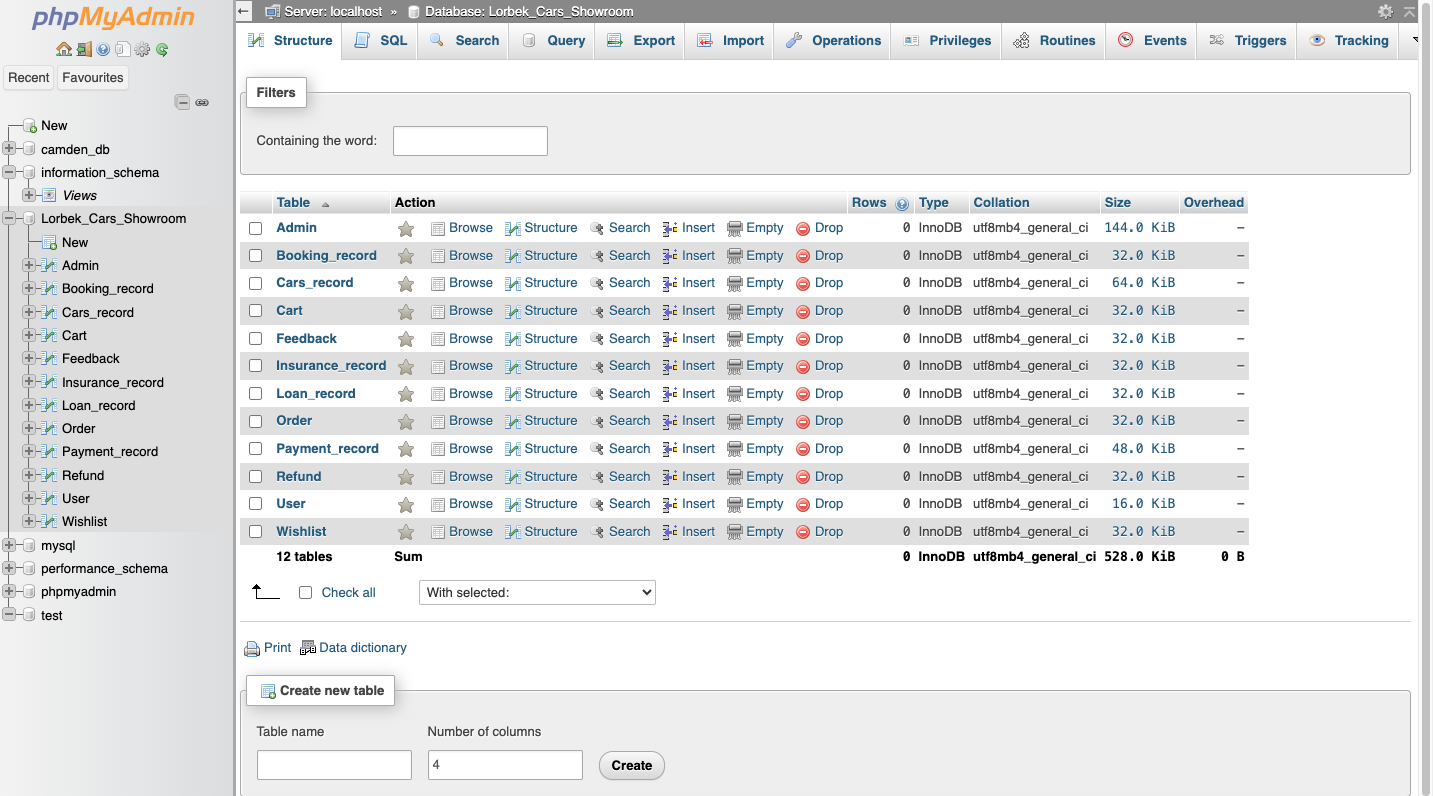 phpMyAdmin
Recent Favourites
New
camden_db
information_schema
Views
Lorbek_Cars_Showroom
New
Admin
Booking_record
Cars_record
Cart
Feedback
Insurance_record
Loan_record
Order
Payment_record
Refund
User
Wishlist
mysql
performance_schema
phpmyadmin
test
Server: localhost » Database: Lorbek_Cars_Showroom
Structure SQL Search Query Export Import Operations Privileges Routines Events Triggers Tracking
Filters
Containing the word:
Table Action Rows Type Collation Size Overhead
Admin Browse Structure Search Insert Empty Drop 0 InnoDB utf8mb4_general_ci 144.0 KiB –
Booking_record Browse Structure Search Insert Empty Drop 0 InnoDB utf8mb4_general_ci 32.0 KiB –
Cars_record Browse Structure Search Insert Empty Drop 0 InnoDB utf8mb4_general_ci 64.0 KiB –
Cart Browse Structure Search Insert Empty Drop 0 InnoDB utf8mb4_general_ci 32.0 KiB –
Feedback Browse Structure Search Insert Empty Drop 0 InnoDB utf8mb4_general_ci 32.0 KiB –
Insurance_record Browse Structure Search Insert Empty Drop 0 InnoDB utf8mb4_general_ci 32.0 KiB –
Loan_record Browse Structure Search Insert Empty Drop 0 InnoDB utf8mb4_general_ci 32.0 KiB –
Order Browse Structure Search Insert Empty Drop 0 InnoDB utf8mb4_general_ci 32.0 KiB –
Payment_record Browse Structure Search Insert Empty Drop 0 InnoDB utf8mb4_general_ci 48.0 KiB –
Refund Browse Structure Search Insert Empty Drop 0 InnoDB utf8mb4_general_ci 32.0 KiB –
User Browse Structure Search Insert Empty Drop 0 InnoDB utf8mb4_general_ci 16.0 KiB –
Wishlist Browse Structure Search Insert Empty Drop 0 InnoDB utf8mb4_general_ci 32.0 KiB –
12 tables Sum 0 InnoDB utf8mb4_general_ci 528.0 KiB 0 B
Check all With selected:
Print Data dictionary
Create new table
Table name Number of columns
4 Create